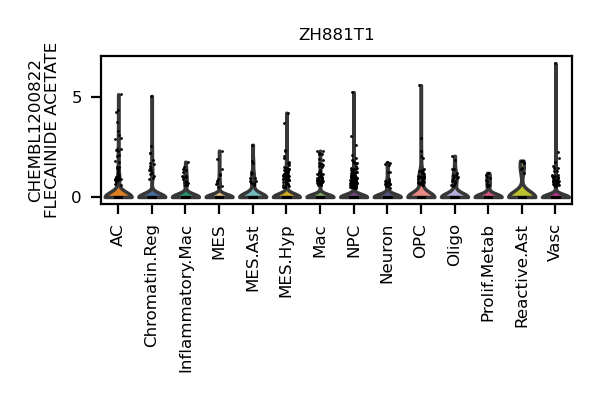 ZH881T1
CHEMBL1200822
FLECAINIDE ACETATE
5
0
AC
Chromatin.Reg
Inflammatory.Mac
MES
MES.Ast
MES.Hyp
Mac
NPC
Neuron
OPC
Oligo
Prolif.Metab
Reactive.Ast
Vasc